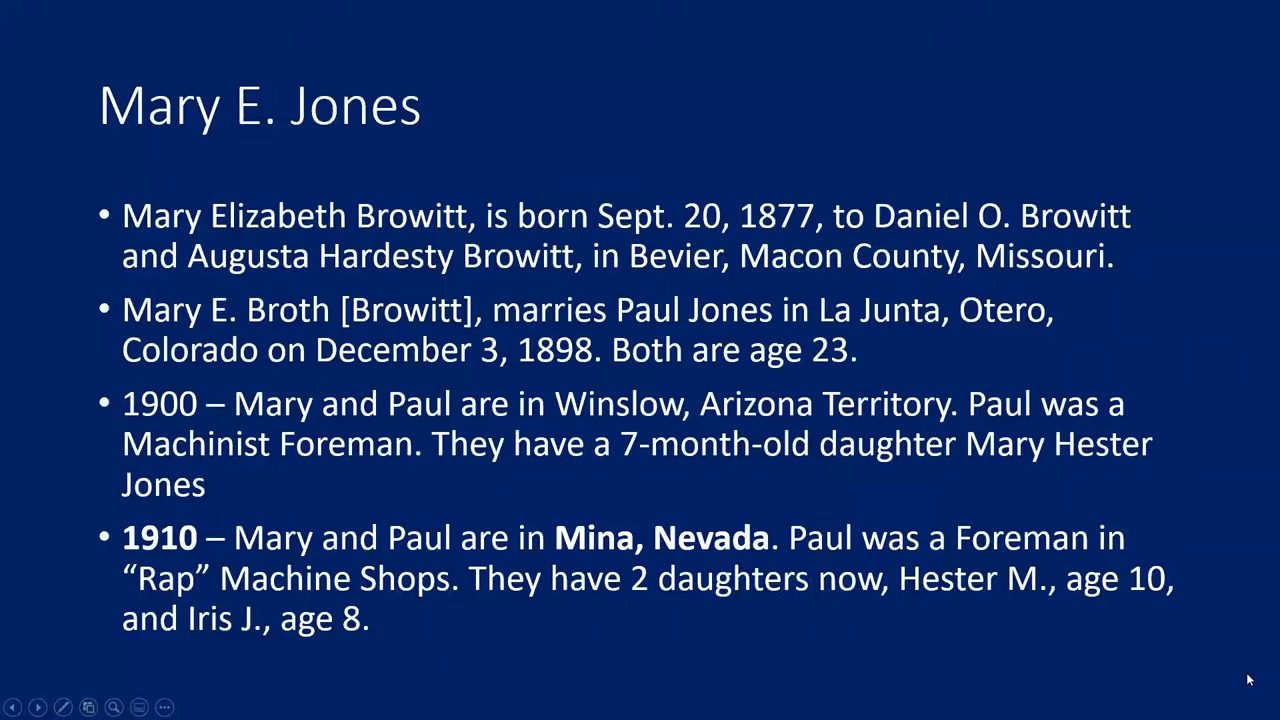 Mary E. Jones
• Mary Elizabeth Browitt, is born Sept. 20, 1877, to Daniel O. Browitt
and Augusta Hardesty Browitt, in Bevier, Macon County, Missouri.
• Mary E. Broth [Browitt], marries Paul Jones in La Junta, Otero,
Colorado on December 3, 1898. Both are age 23.
• 1900 – Mary and Paul are in Winslow, Arizona Territory. Paul was a
Machinist Foreman. They have a 7-month-old daughter Mary Hester
Jones
• 1910 – Mary and Paul are in Mina, Nevada. Paul was a Foreman in
“Rap” Machine Shops. They have 2 daughters now, Hester M., age 10,
and Iris J., age 8.